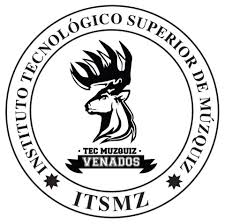 INSTITUTO TECNOLÓGICO SUPERIOR DE MÚZQUIZ
• TEC MUZQUIZ •
VENADOS
ITSMZ